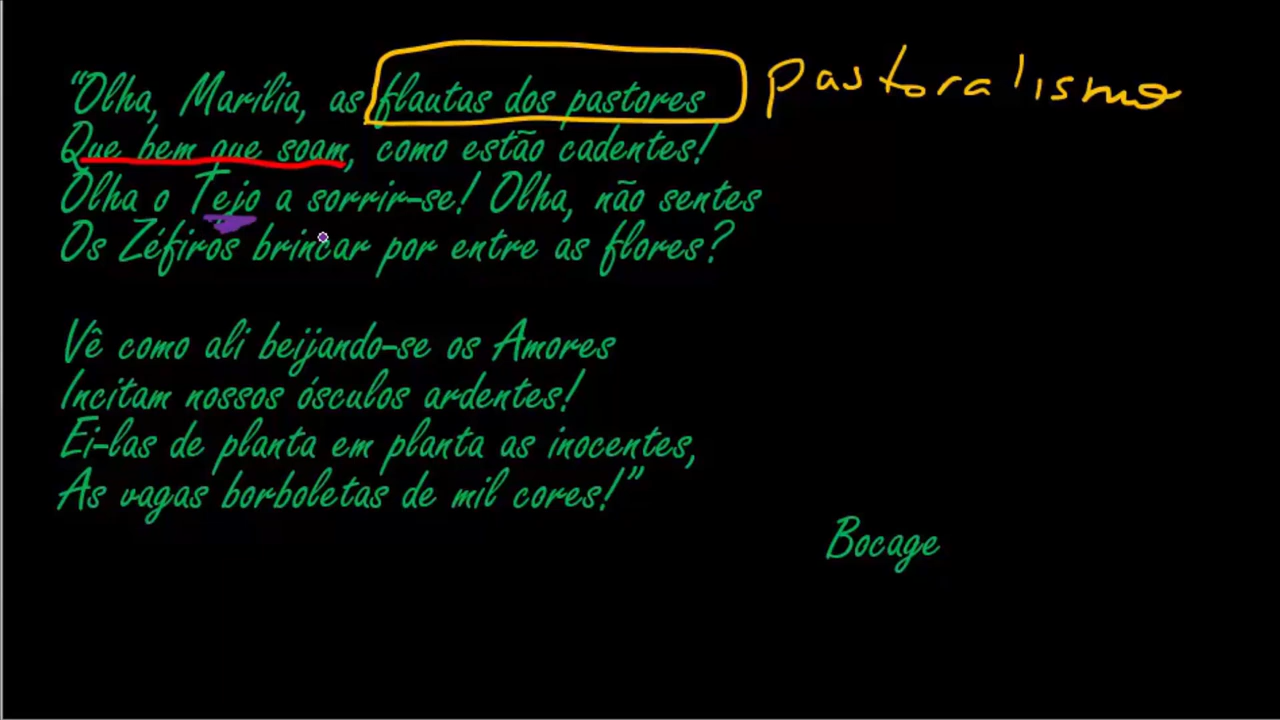 “Olha, Marília, as flautas dos pastores pastoralismo
Que bem que soam, como estão cadentes!
Olha o Tejo a sorrir-se! Olha, não sentes
Os Zéfiros brincar por entre as flores?
Vê como ali beijando-se os Amores
Incitam nossos ósculos ardentes!
Ei-las de planta em planta as inocentes,
As vagas borboletas de mil cores!”
Bocage